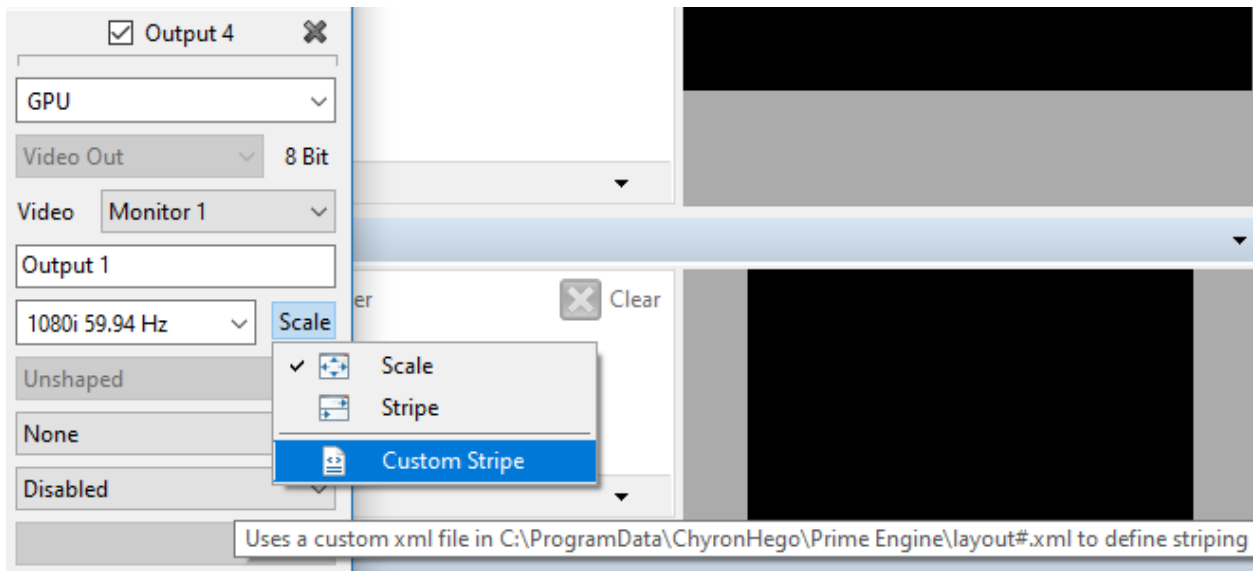 Output 4
GPU
Video Out 8 Bit
Video Monitor 1
Output 1
1080i 59.94 Hz Scale
er Clear
Unshaped
Scale
Stripe
None
Custom Stripe
Disabled
Uses a custom xml file in C:\ProgramData\ChyronHego\Prime Engine\layout#.xml to define striping